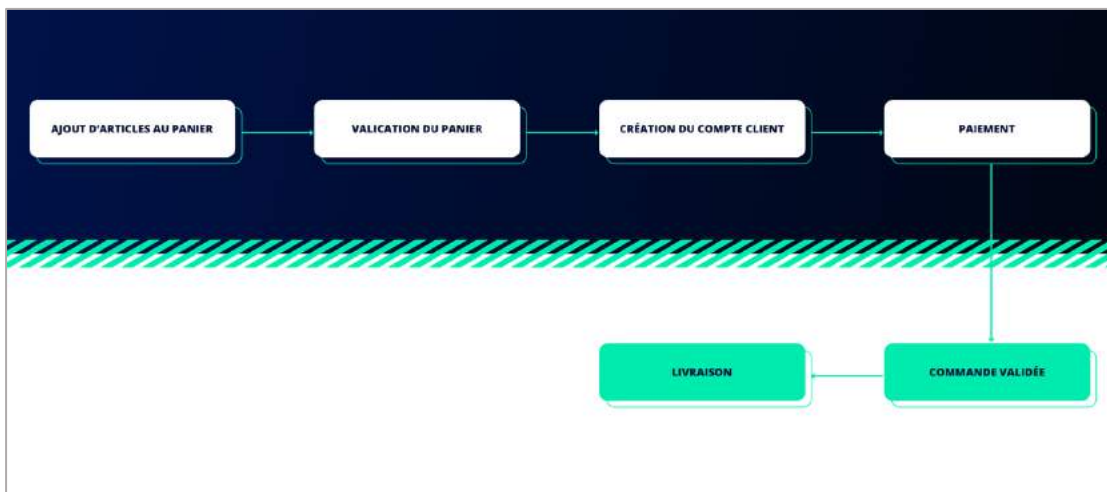 AJOUT D'ARTICLES AU PANIER
VALICATION DU PANIER
CRÉATION DU COMPTE CLIENT
PAIEMENT
LIVRAISON
COMMANDE VALIDÉE